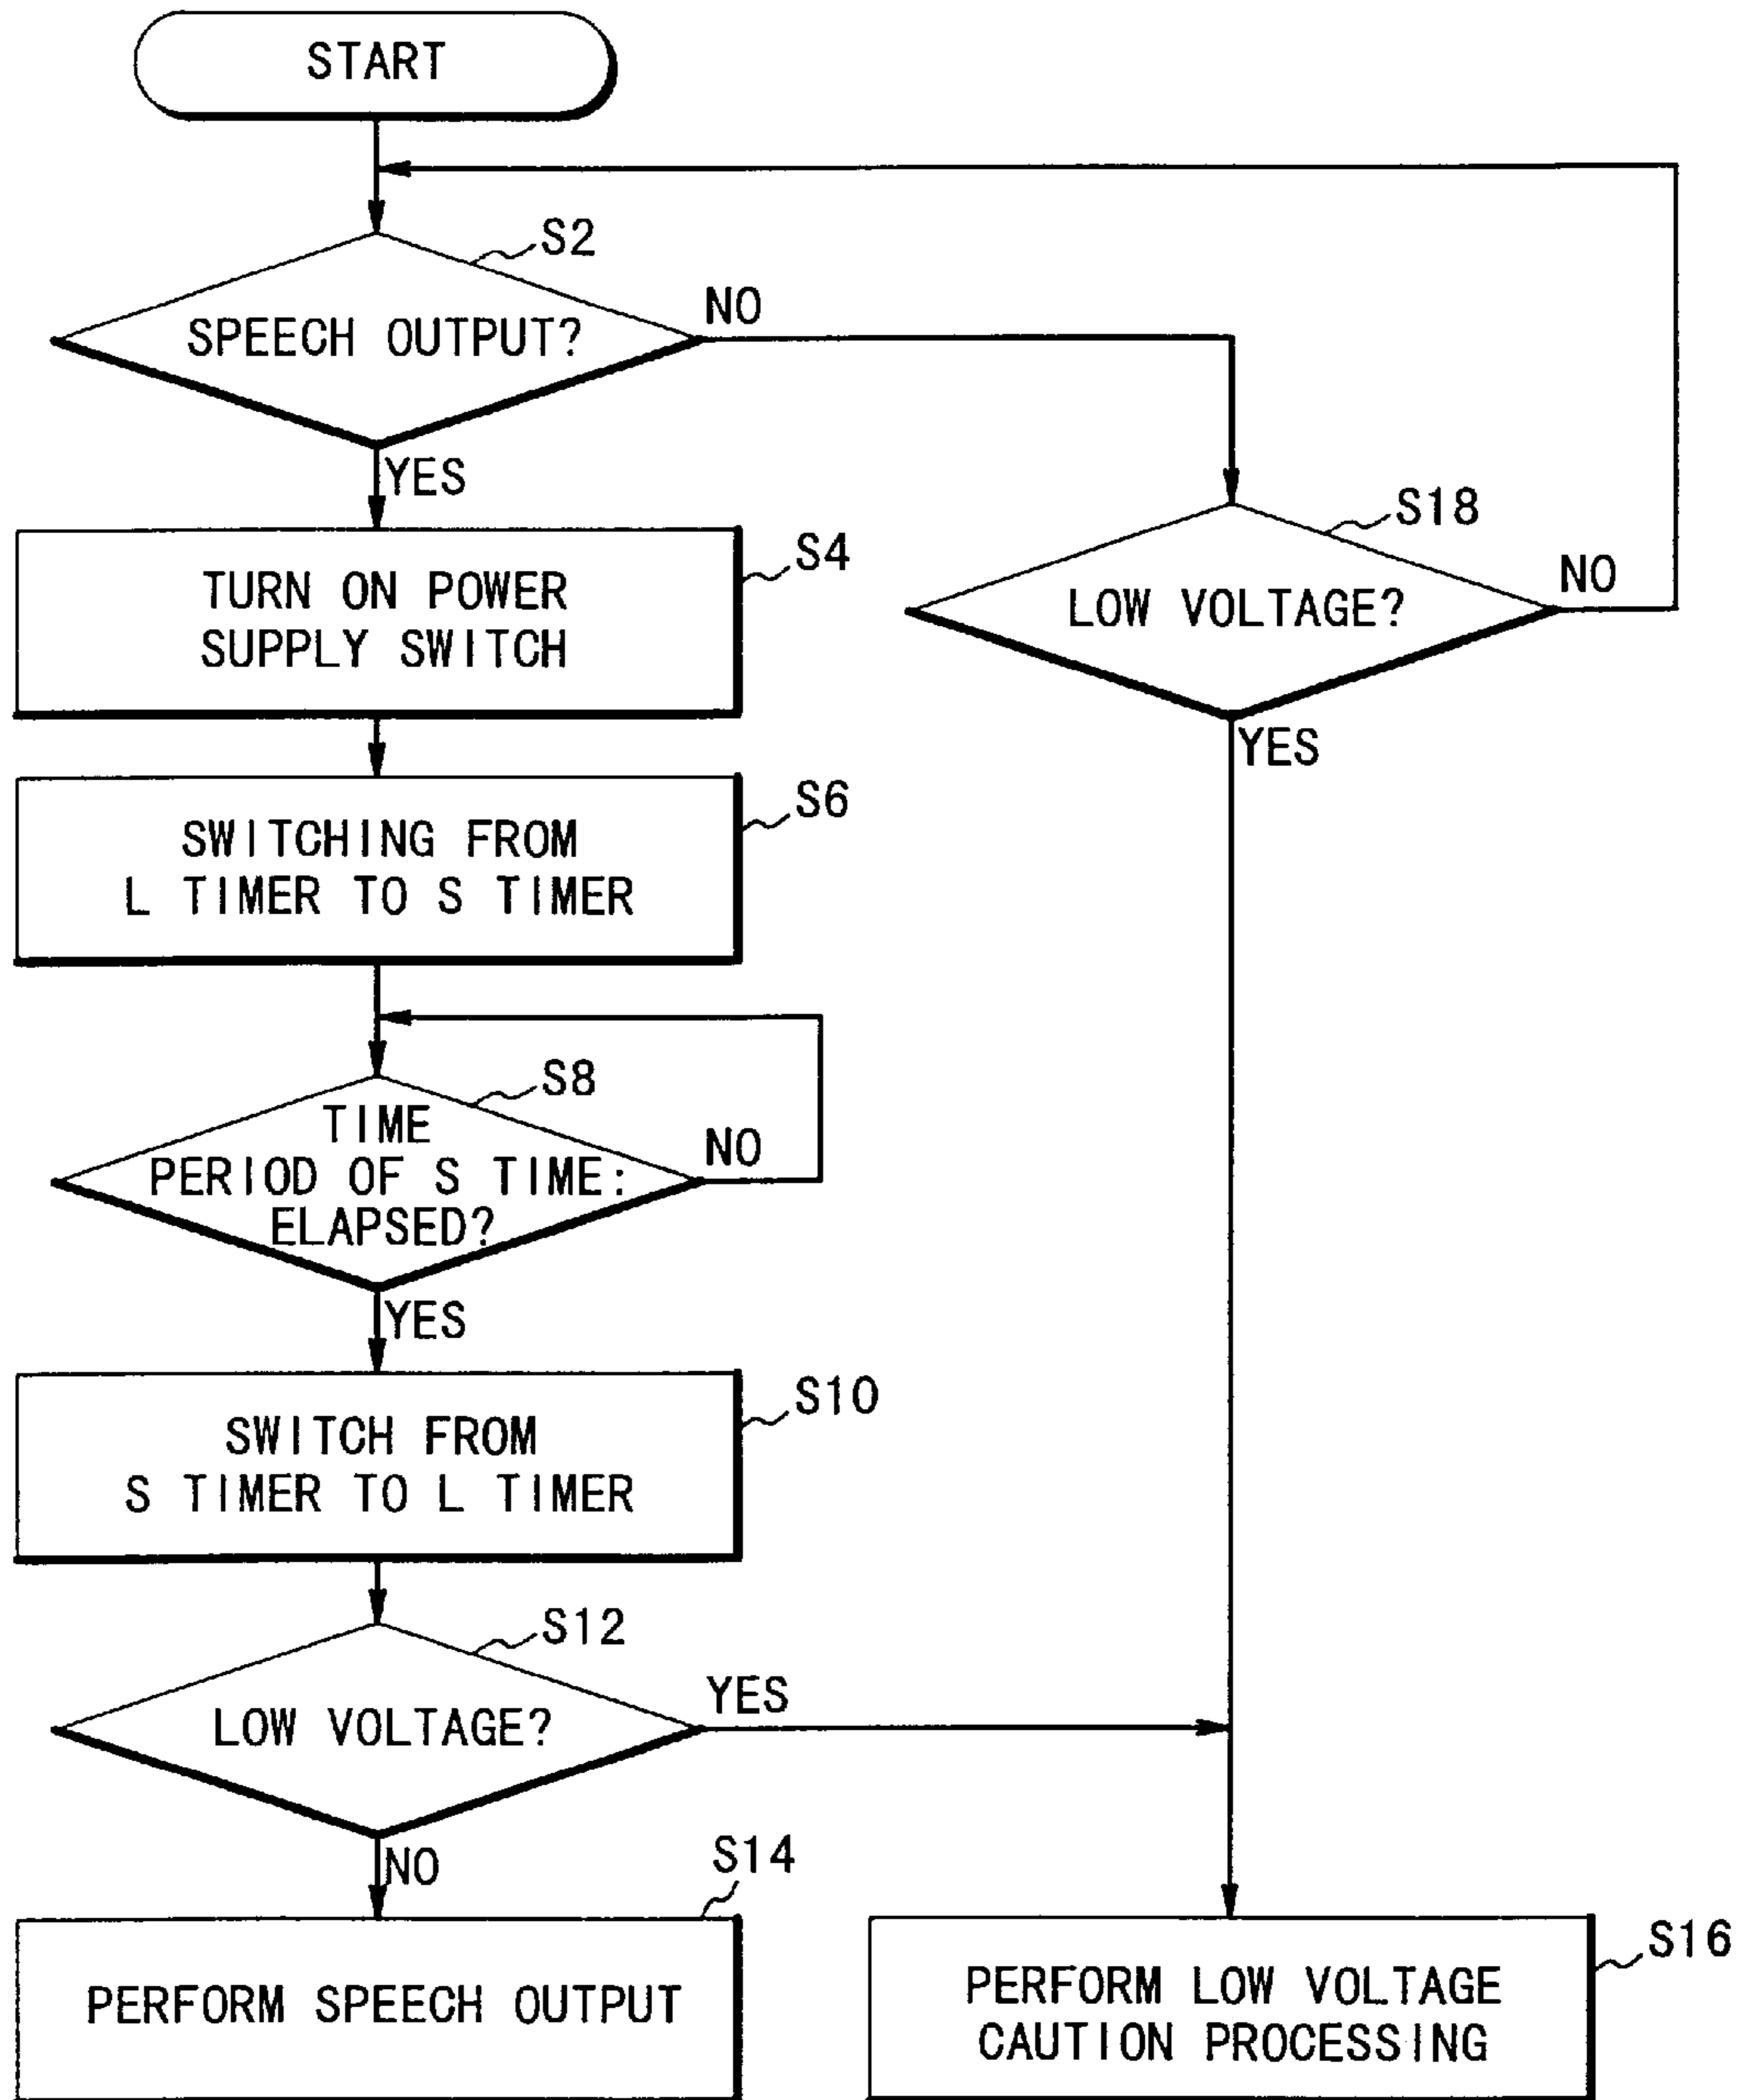 START
S2
SPEECH OUTPUT?
NO
YES
S18
LOW VOLTAGE?
NO
YES
S4
TURN ON POWER
SUPPLY SWITCH
S6
SWITCHING FROM
L TIMER TO S TIMER
S8
TIME
PERIOD OF S TIME:
ELAPSED?
NO
YES
S10
SWITCH FROM
S TIMER TO L TIMER
S12
LOW VOLTAGE?
YES
NO
S14
PERFORM SPEECH OUTPUT
S16
PERFORM LOW VOLTAGE
CAUTION PROCESSING